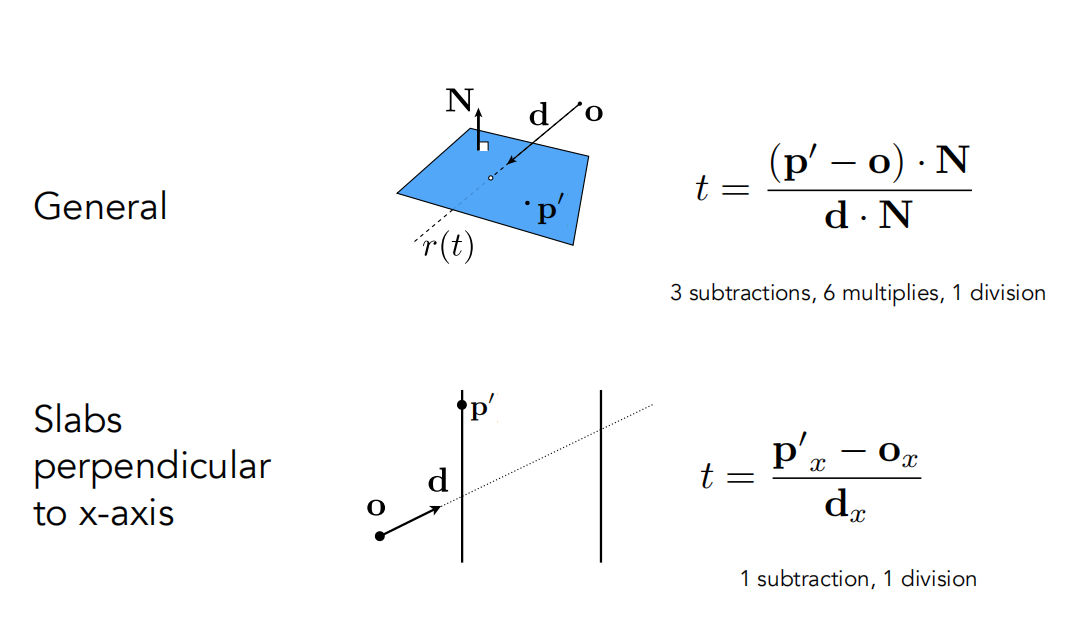 General
N
d
o
p′
r(t)
t = (p′ − o) · N / d · N
3 subtractions, 6 multiplies, 1 division
Slabs
perpendicular
to x-axis
p′
d
o
t = p′ₓ − oₓ / dₓ
1 subtraction, 1 division